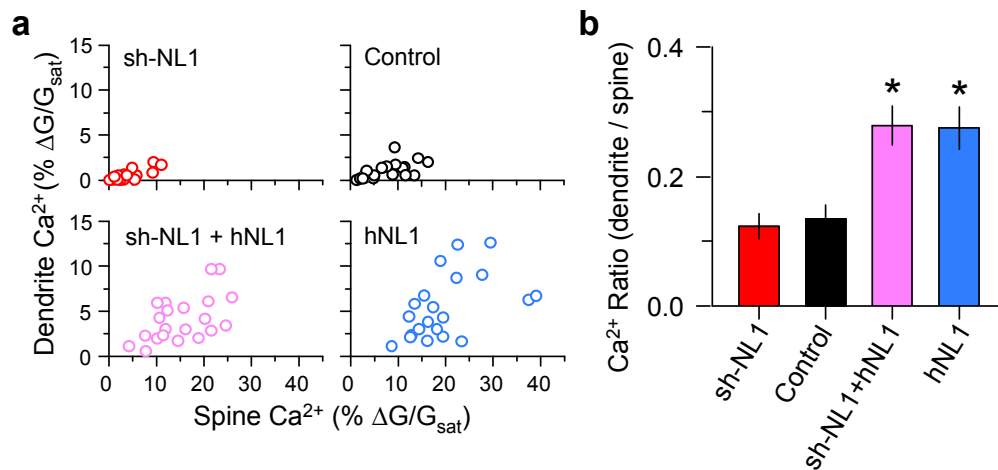 a
sh-NL1
Control
15
10
5
0
sh-NL1 + hNL1
hNL1
15
10
5
0
0 10 20 30 40
0 10 20 30 40
Dendrite Ca²⁺ (% ΔG/Gsat)
Spine Ca²⁺ (% ΔG/Gsat)
b
Ca²⁺ Ratio (dendrite / spine)
0.4
0.2
0.0
* *
sh-NL1
Control
sh-NL1+hNL1
hNL1